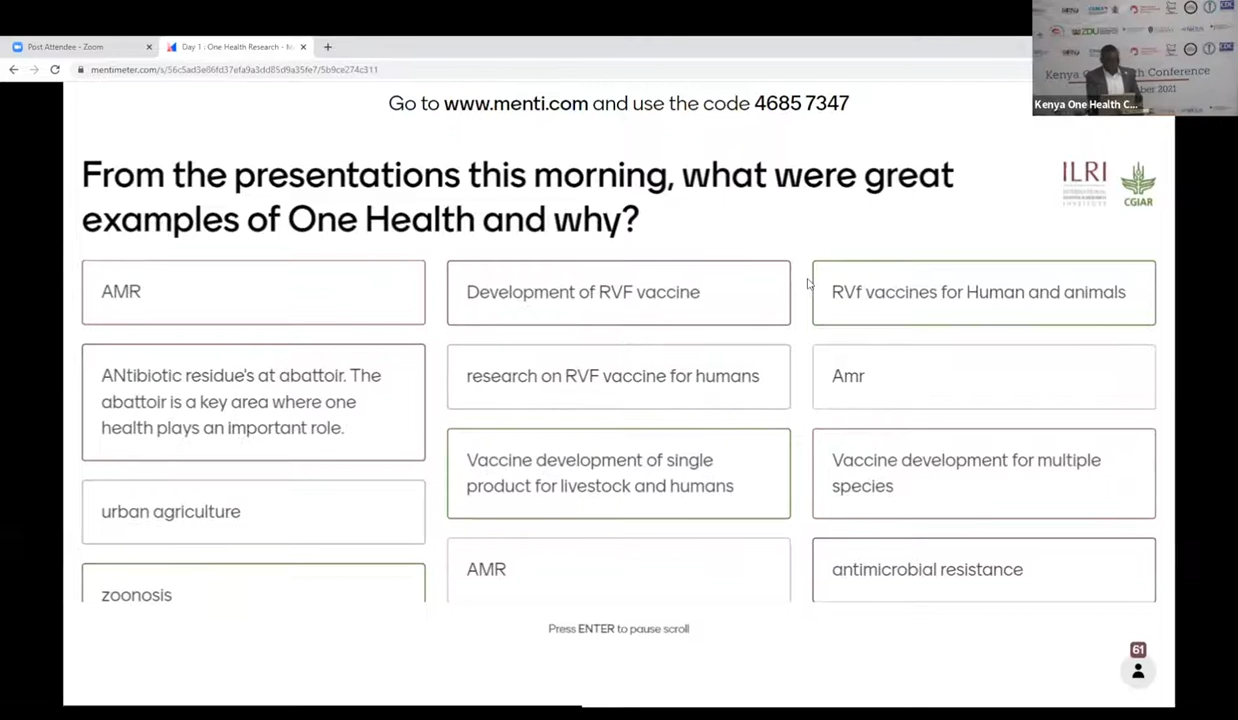 Post Attendee - Zoom
Day 1 : One Health Research - M
mentimeter.com/s/56c5ad3e86fd37efa9a3dd85d9a35fe7/5b9ce274c311
Kenya
Conference
2021
Kenya One Health C...
Go to www.menti.com and use the code 4685 7347
From the presentations this morning, what were great
examples of One Health and why?
ILRI
CGIAR
AMR
ANtibiotic residue's at abattoir. The
abattoir is a key area where one
health plays an important role.
urban agriculture
zoonosis
Development of RVF vaccine
research on RVF vaccine for humans
Vaccine development of single
product for livestock and humans
AMR
RVf vaccines for Human and animals
Amr
Vaccine development for multiple
species
antimicrobial resistance
Press ENTER to pause scroll
61